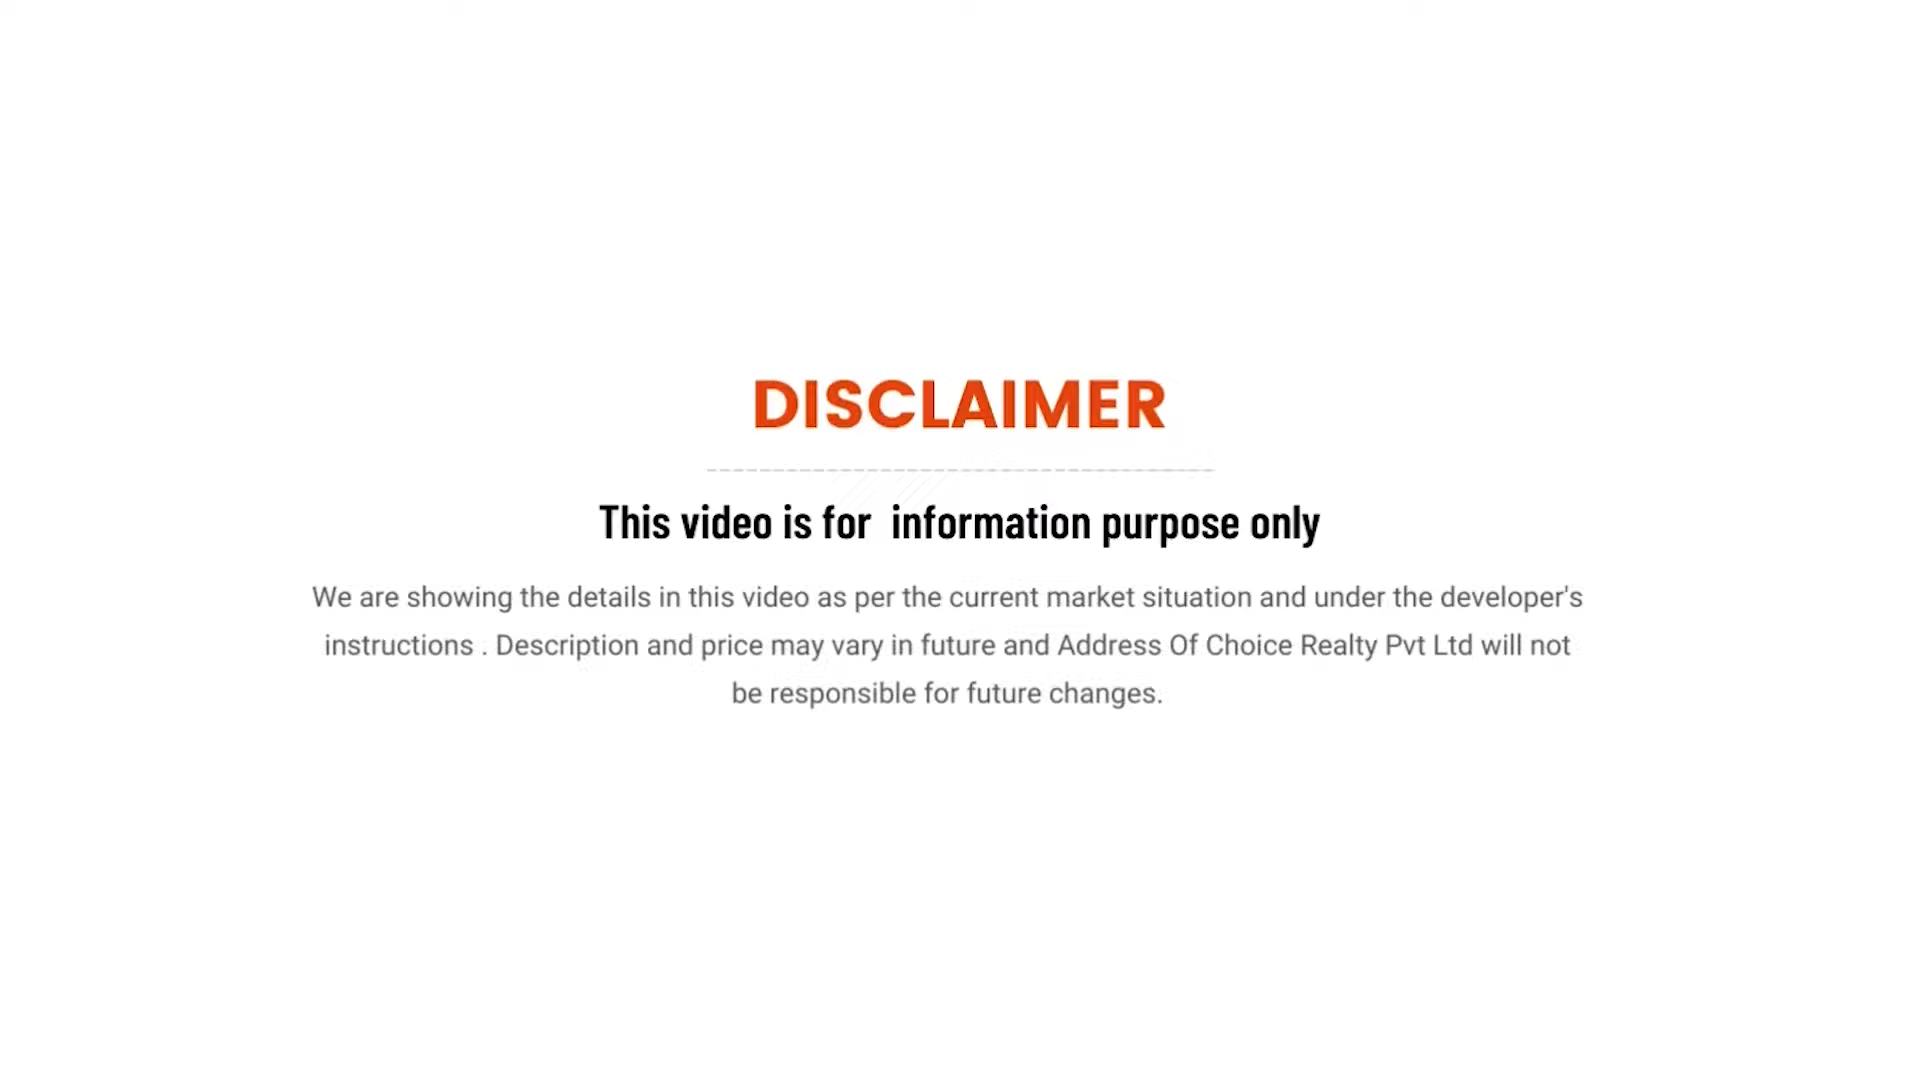 DISCLAIMER
This video is for  information purpose only
We are showing the details in this video as per the current market situation and under the developer's
instructions . Description and price may vary in future and Address Of Choice Realty Pvt Ltd will not
be responsible for future changes.